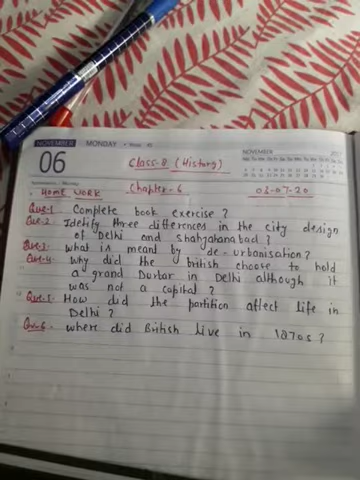 NOVEMBER MONDAY
NOVEMBER
06 Class-8 (History)
HOME WORK Chapter-6 03-07-20
Que-1 Complete book exercise ?
Que-2 Idetify three differences in the city design
of Delhi and shahjahanabad ?
Que-3 what is meant by de-urbanisation ?
Que-4 Why did the british choose to hold
a grand Durbar in Delhi although it
was not a capital ?
Que-5 How did the partition affect life in
Delhi ?
Que-6 where did British live in 1870s ?